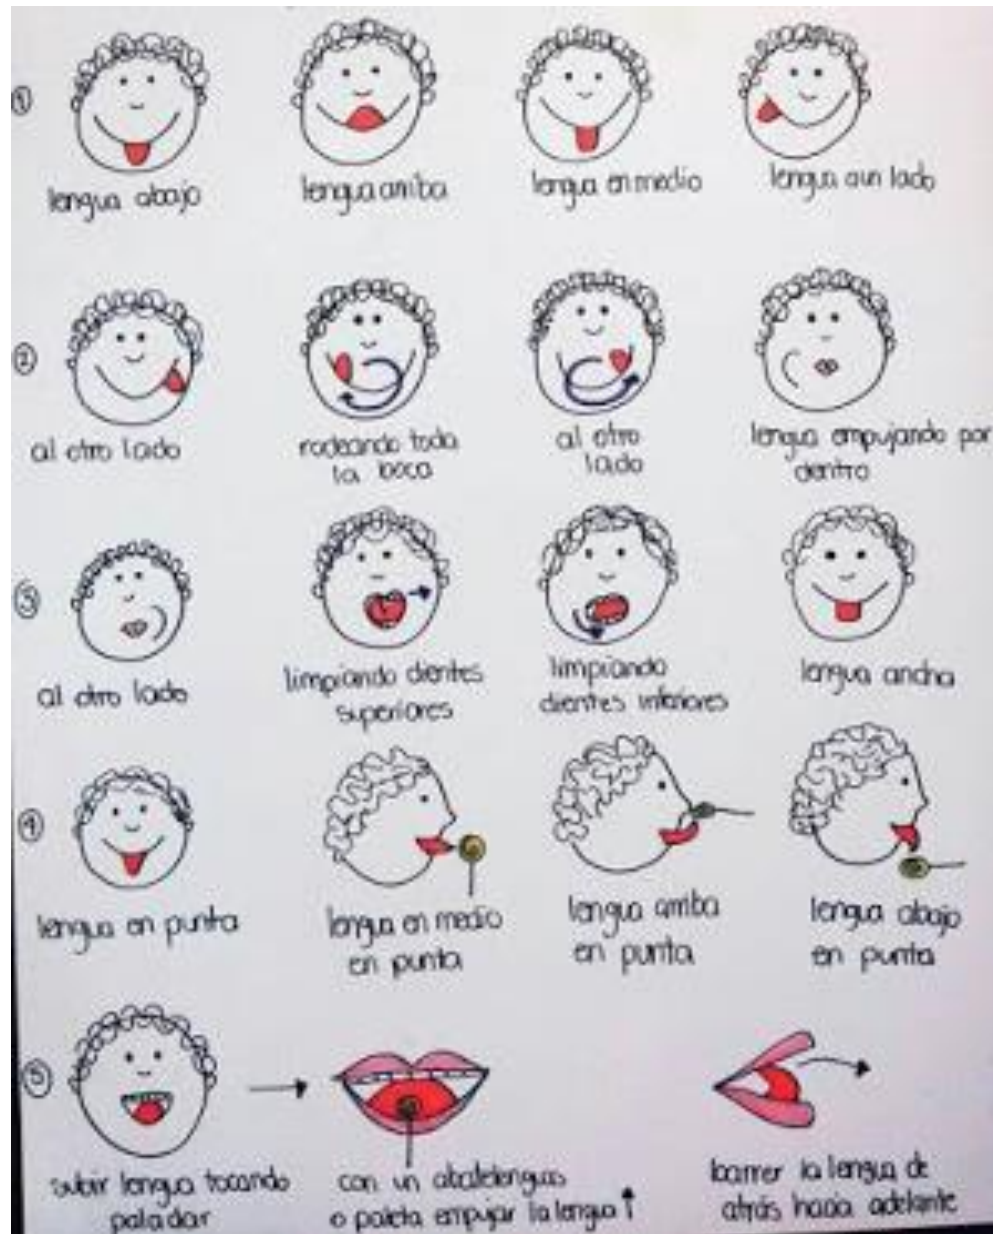 1
lengua abajo
lengua arriba
lengua en medio
lengua a un lado
2
al otro lado
rodeando toda
la boca
al otro
lado
lengua empujando por
dentro
3
al otro lado
limpiando dientes
superiores
limpiando
dientes inferiores
lengua ancha
4
lengua en punta
lengua en medio
en punta
lengua arriba
en punta
lengua abajo
en punta
5
subir lengua tocando
paladar
con un abatelenguas
o paleta empujar la lengua ↑
barrer la lengua de
atrás hacia adelante